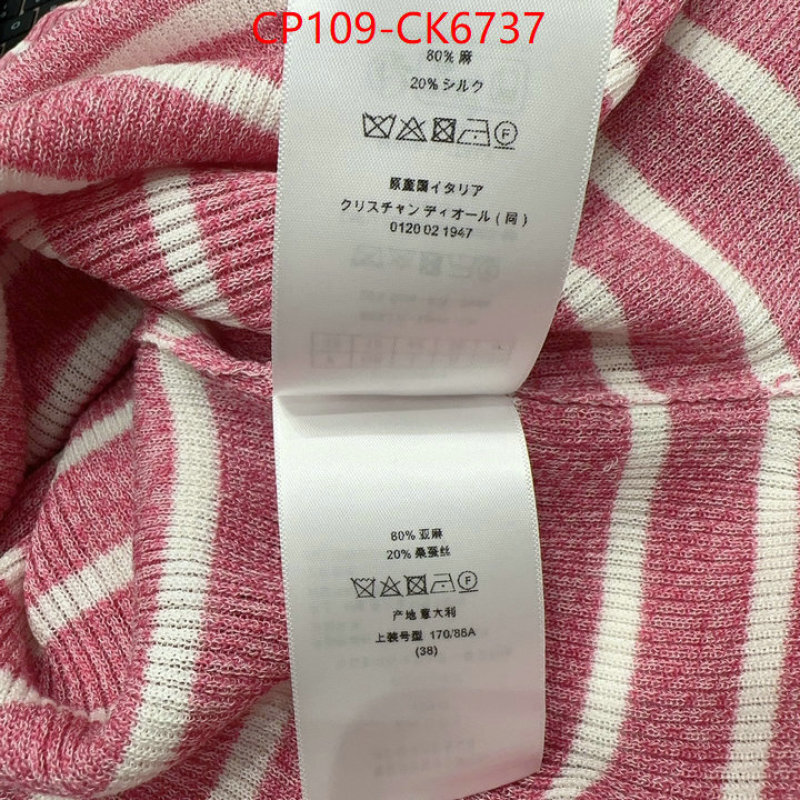 CP109-CK6737
80% 麻
20% シルク
F
原産国イタリア
クリスチャン ディオール ( 同 )
0120 02 1947
80% 亚麻
20% 桑蚕丝
F
产地 意大利
上装号型 170/88A
(38)